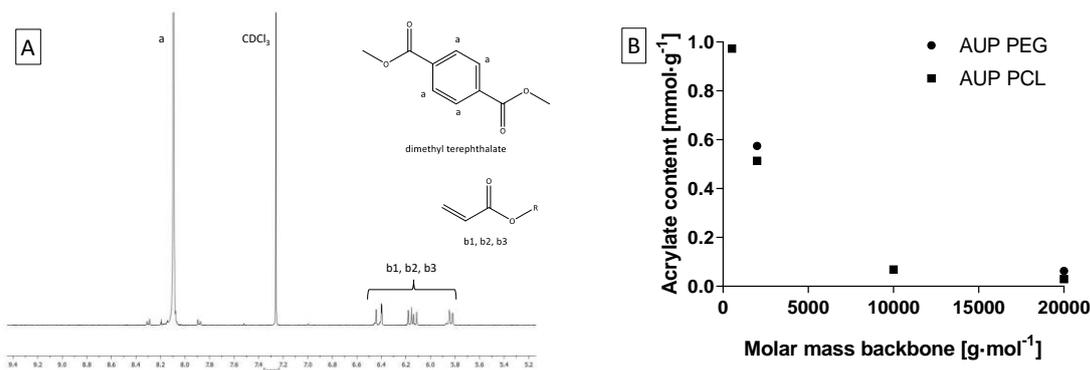 A
a
CDCl3
O
O
a
a
a
a
O
O
dimethyl terephthalate
O
O
R
b1, b2, b3
b1, b2, b3
9.4 9.2 9.0 8.8 8.6 8.4 8.2 8.0 7.8 7.6 7.4 7.2 7.0 6.8 6.6 6.4 6.2 6.0 5.8 5.6 5.4 5.2
B
AUP PEG
AUP PCL
Acrylate content [mmol·g-1]
1.0
0.8
0.6
0.4
0.2
0.0
0 5000 10000 15000 20000
Molar mass backbone [g·mol-1]